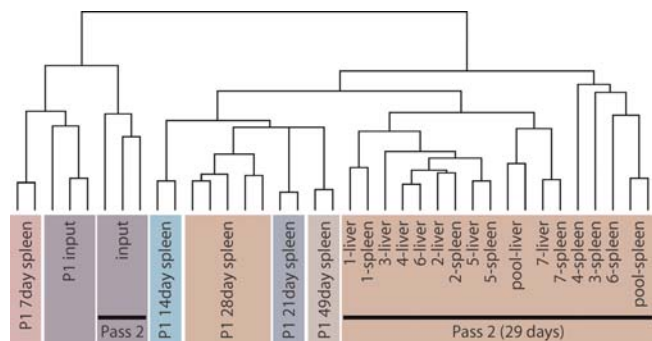 P1 7day spleen
P1 input
input
Pass 2
P1 14day spleen
P1 28day spleen
P1 21day spleen
P1 49day spleen
1-liver
1-spleen
3-liver
4-liver
6-liver
2-liver
2-spleen
5-liver
5-spleen
pool-liver
7-liver
7-spleen
4-spleen
3-spleen
6-spleen
pool-spleen
Pass 2 (29 days)